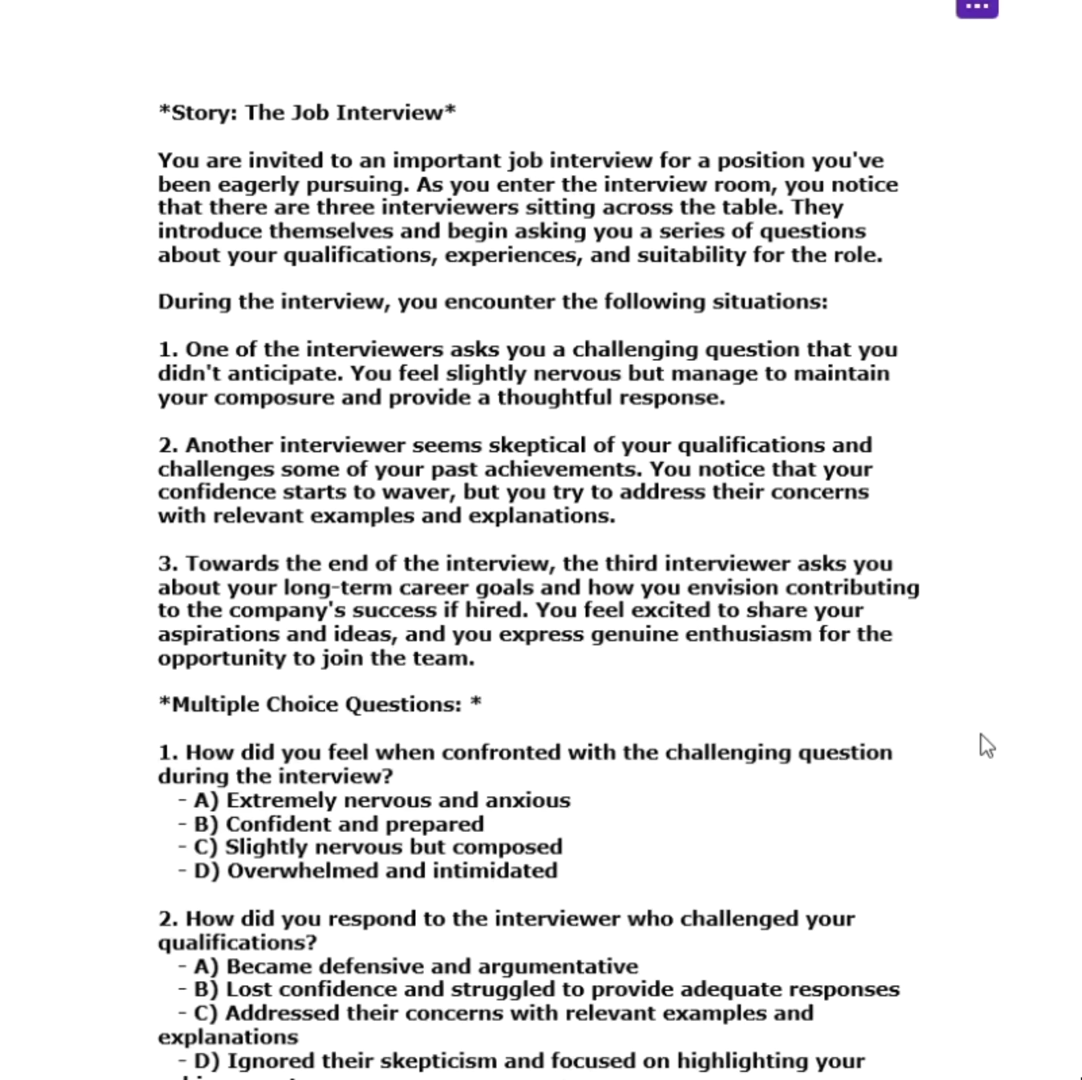 *Story: The Job Interview*
You are invited to an important job interview for a position you've
been eagerly pursuing. As you enter the interview room, you notice
that there are three interviewers sitting across the table. They
introduce themselves and begin asking you a series of questions
about your qualifications, experiences, and suitability for the role.
During the interview, you encounter the following situations:
1. One of the interviewers asks you a challenging question that you
didn't anticipate. You feel slightly nervous but manage to maintain
your composure and provide a thoughtful response.
2. Another interviewer seems skeptical of your qualifications and
challenges some of your past achievements. You notice that your
confidence starts to waver, but you try to address their concerns
with relevant examples and explanations.
3. Towards the end of the interview, the third interviewer asks you
about your long-term career goals and how you envision contributing
to the company's success if hired. You feel excited to share your
aspirations and ideas, and you express genuine enthusiasm for the
opportunity to join the team.
*Multiple Choice Questions: *
1. How did you feel when confronted with the challenging question
during the interview?
- A) Extremely nervous and anxious
- B) Confident and prepared
- C) Slightly nervous but composed
- D) Overwhelmed and intimidated
2. How did you respond to the interviewer who challenged your
qualifications?
- A) Became defensive and argumentative
- B) Lost confidence and struggled to provide adequate responses
- C) Addressed their concerns with relevant examples and
explanations
- D) Ignored their skepticism and focused on highlighting your